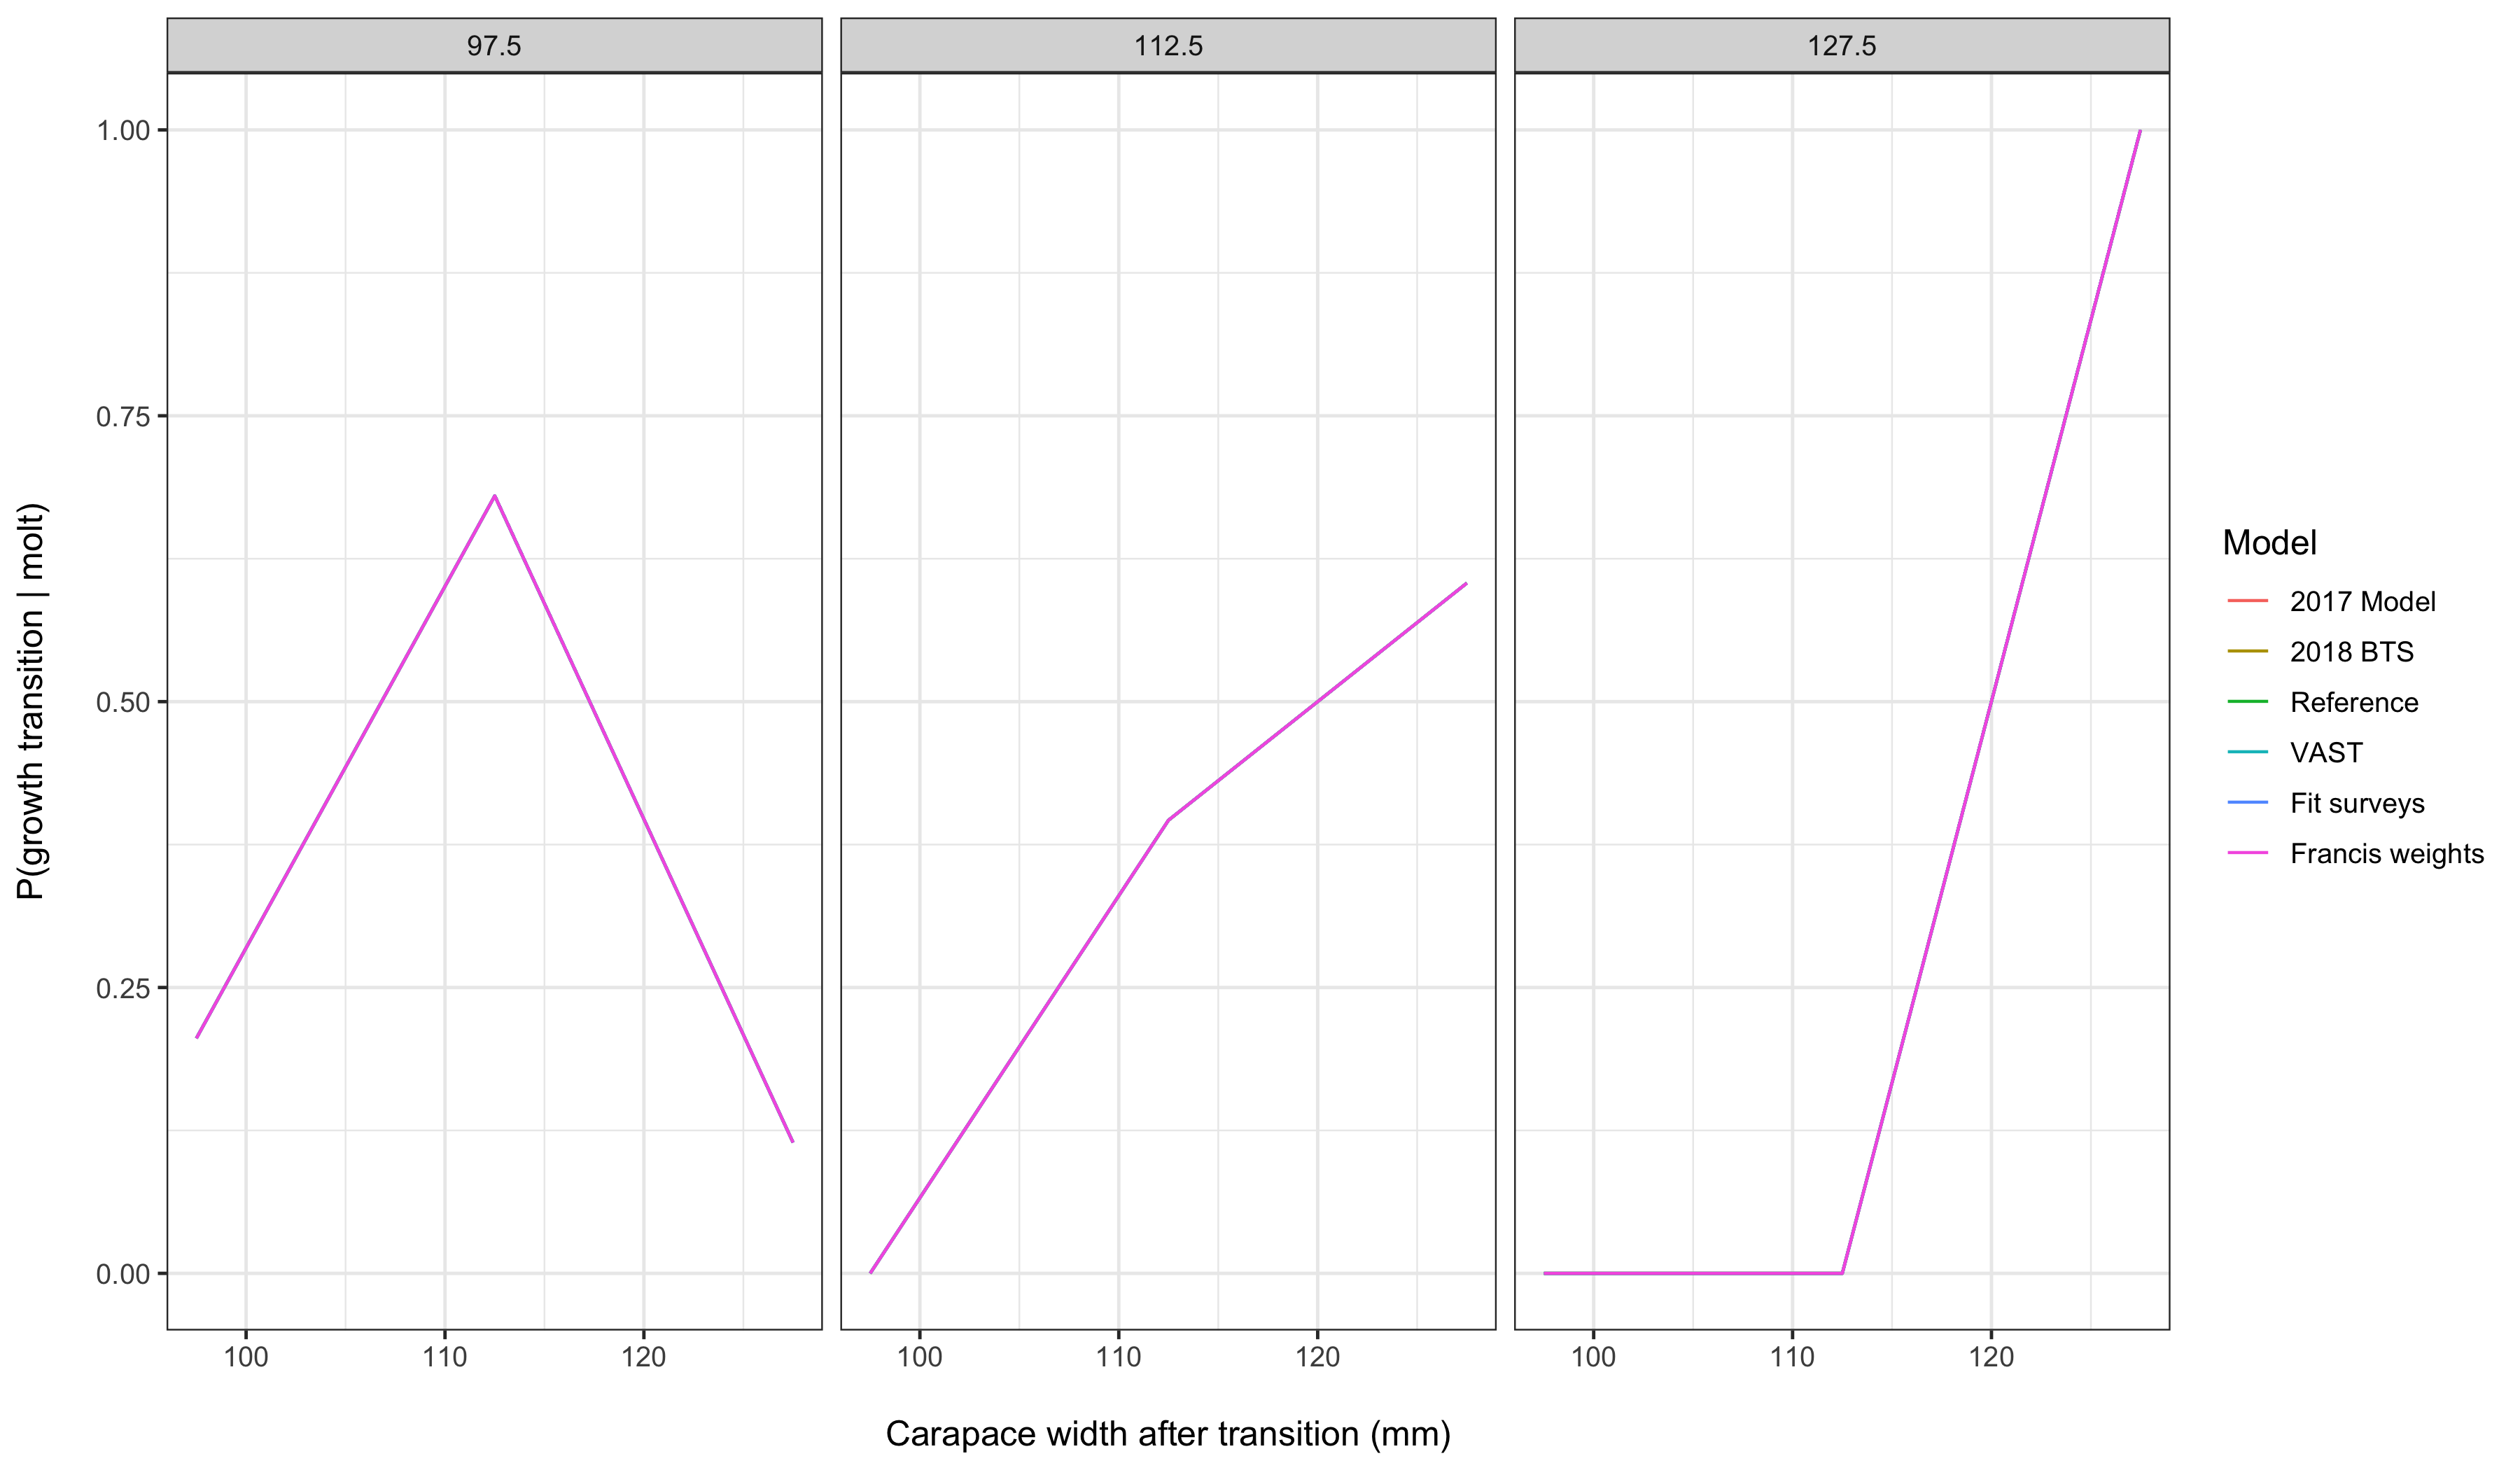 97.5
112.5
127.5
1.00
0.75
0.50
0.25
0.00
P(growth transition | molt)
100 110 120
100 110 120
100 110 120
Carapace width after transition (mm)
Model
2017 Model
2018 BTS
Reference
VAST
Fit surveys
Francis weights